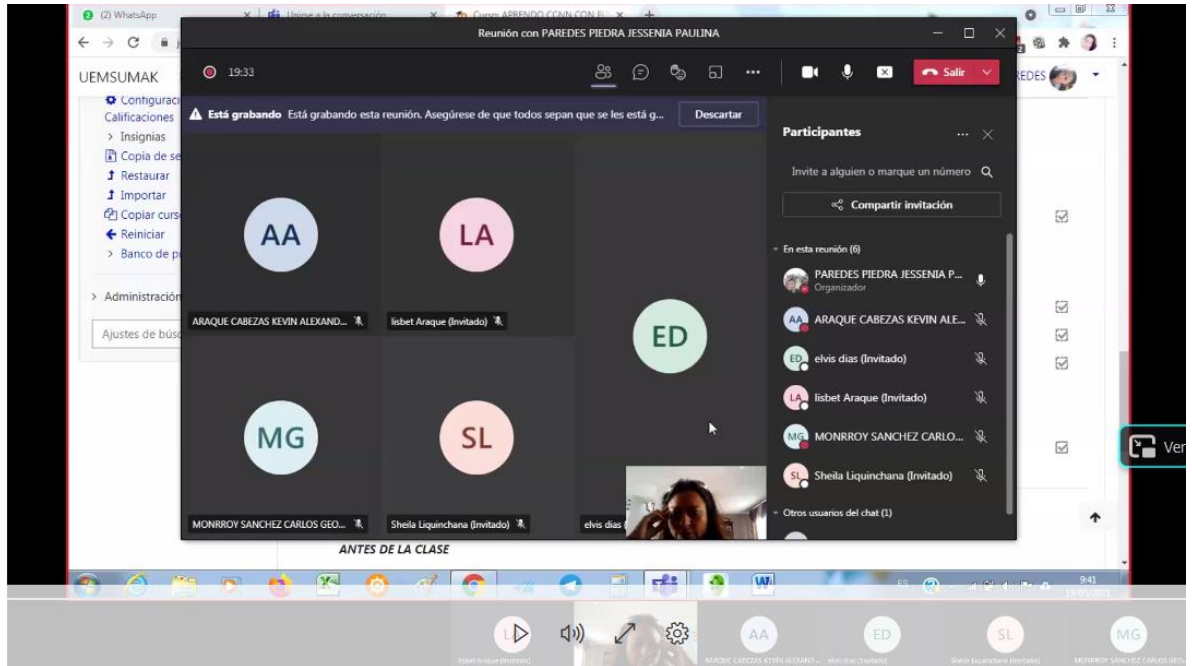 (2) WhatsApp
Unirse a la conversación
Curso: APRENDO CCNN CON EL
Reunión con PAREDES PIEDRA JESSENIA PAULINA
UEMSUMAK
19:33
Salir
Está grabando Está grabando esta reunión. Asegúrese de que todos sepan que se les está g...
Descartar
Configuraci
Calificaciones
Insignias
Copia de se
Restaurar
Importar
Copiar curs
Reiniciar
Banco de p
Administración
Ajustes de búsq
AA
ARAQUE CABEZAS KEVIN ALEXAND...
LA
lisbet Araque (Invitado)
ED
elvis dias
MG
MONRROY SANCHEZ CARLOS GEO...
SL
Sheila Liquinchana (Invitado)
Participantes
Invite a alguien o marque un número
Compartir invitación
En esta reunión (6)
PAREDES PIEDRA JESSENIA P...
Organizador
AA
ARAQUE CABEZAS KEVIN ALE...
ED
elvis dias (Invitado)
LA
lisbet Araque (Invitado)
MG
MONRROY SANCHEZ CARLO...
SL
Sheila Liquinchana (Invitado)
Otros usuarios del chat (1)
EDES
Ver
ANTES DE LA CLASE
ES
9:41
AA
ED
SL
MG